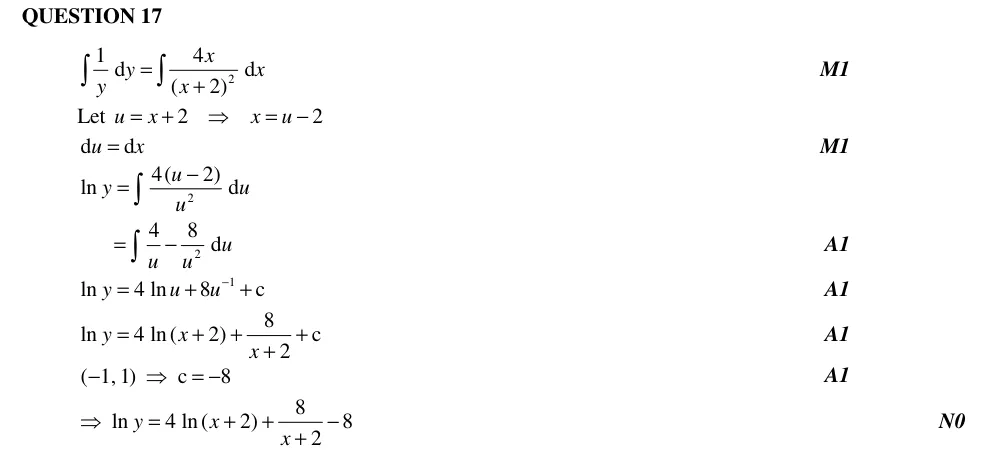 QUESTION 17
∫ 1/y dy = ∫ 4x/(x + 2)² dx M1
Let u = x + 2 ⇒ x = u − 2
du = dx M1
ln y = ∫ 4(u − 2)/u² du
= ∫ 4/u − 8/u² du A1
ln y = 4 ln u + 8u⁻¹ + c A1
ln y = 4 ln (x + 2) + 8/(x + 2) + c A1
(−1, 1) ⇒ c = −8 A1
⇒ ln y = 4 ln (x + 2) + 8/(x + 2) − 8 N0